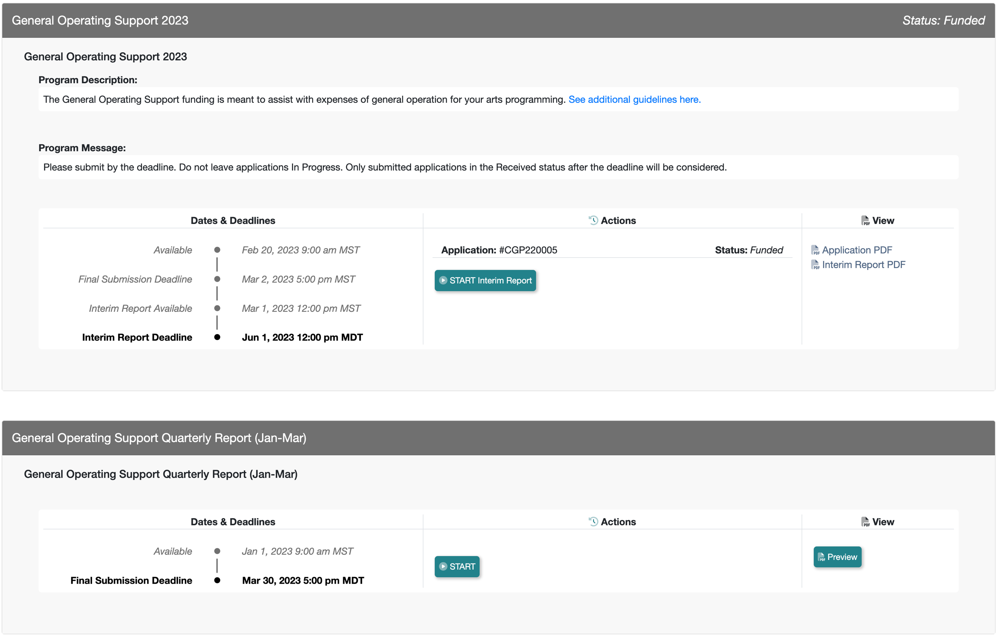 General Operating Support 2023 Status: Funded
General Operating Support 2023
Program Description:
The General Operating Support funding is meant to assist with expenses of general operation for your arts programming. See additional guidelines here.
Program Message:
Please submit by the deadline. Do not leave applications In Progress. Only submitted applications in the Received status after the deadline will be considered.
Dates & Deadlines
Available Feb 20, 2023 9:00 am MST
Final Submission Deadline Mar 2, 2023 5:00 pm MST
Interim Report Available Mar 1, 2023 12:00 pm MST
Interim Report Deadline Jun 1, 2023 12:00 pm MDT
Actions
Application: #CGP220005 Status: Funded
START Interim Report
PDF View
PDF Application PDF
PDF Interim Report PDF
General Operating Support Quarterly Report (Jan-Mar)
General Operating Support Quarterly Report (Jan-Mar)
Dates & Deadlines
Available Jan 1, 2023 9:00 am MST
Final Submission Deadline Mar 30, 2023 5:00 pm MDT
Actions
START
PDF View
PDF Preview